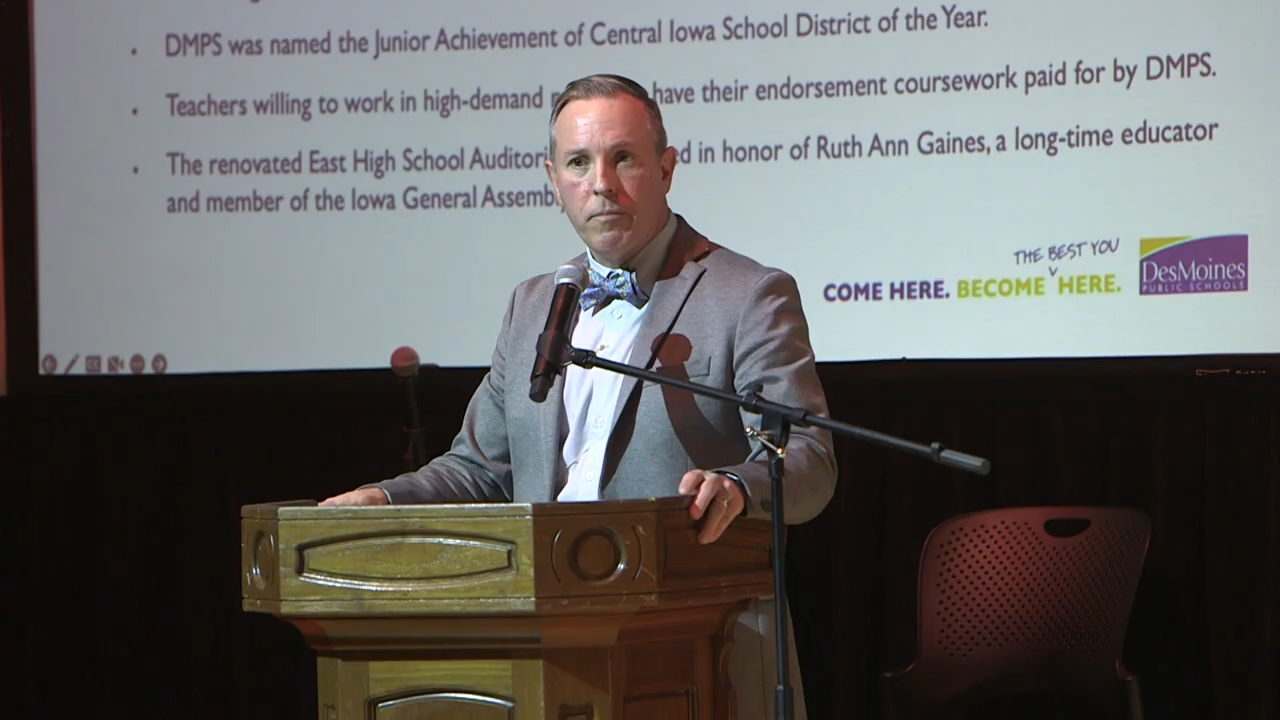 DMPS was named the Junior Achievement of Central Iowa School District of the Year.
Teachers willing to work in high-demand have their endorsement coursework paid for by DMPS.
The renovated East High School Auditori ed in honor of Ruth Ann Gaines, a long-time educator
and member of the Iowa General Assemb
THE BEST YOU
COME HERE. BECOME HERE.
DesMoines
PUBLIC SCHOOLS